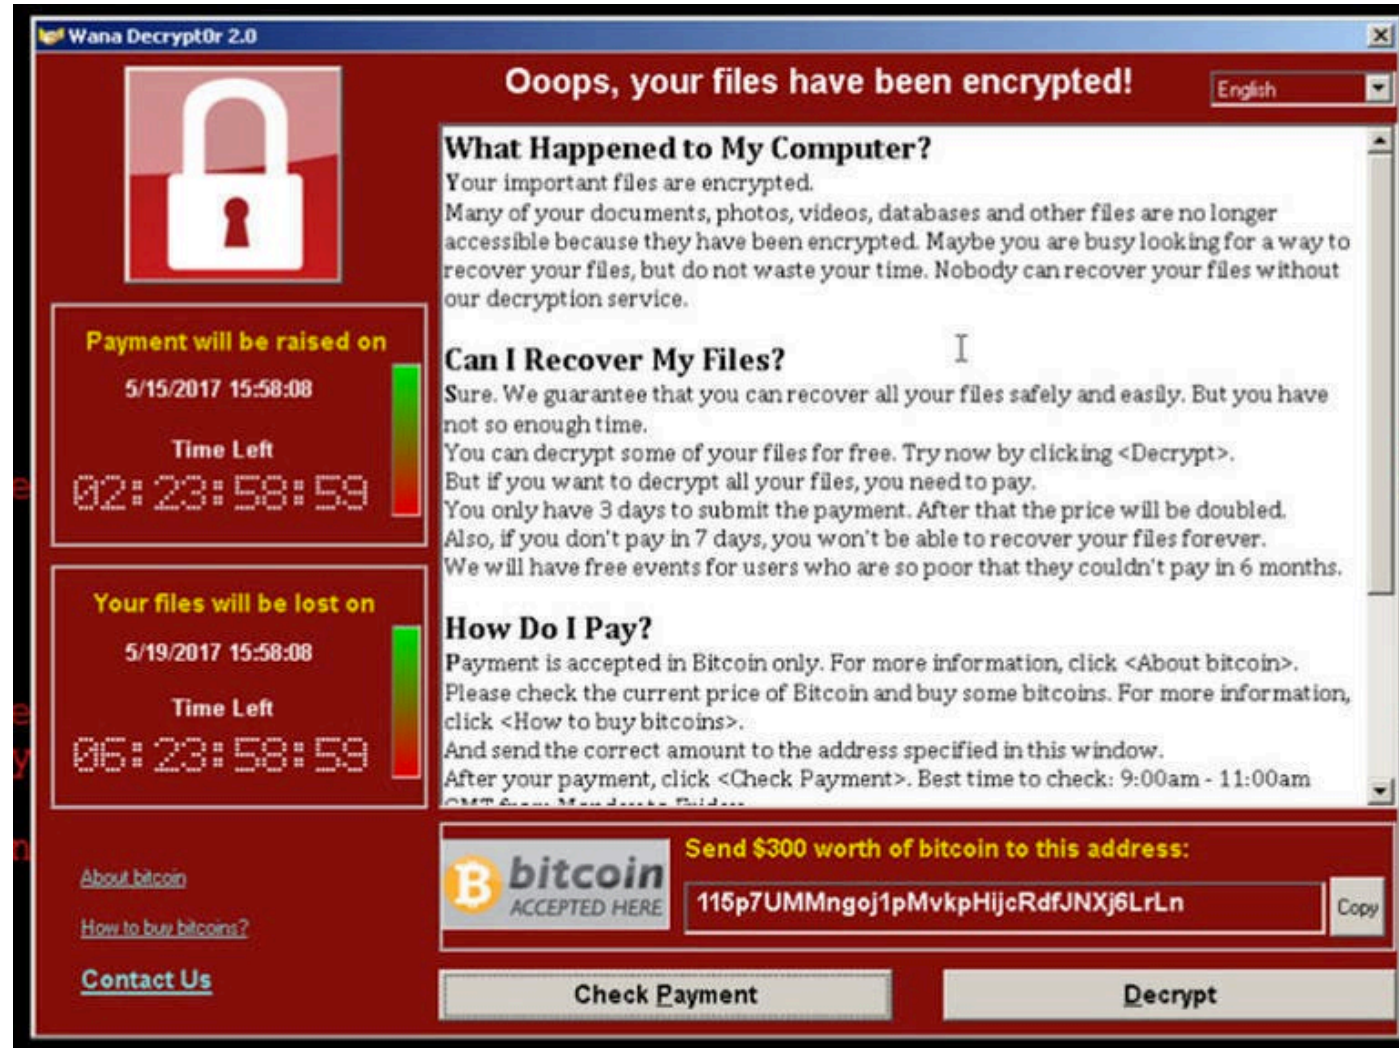 Wana Decrypt0r 2.0
Ooops, your files have been encrypted!
English
What Happened to My Computer?
Your important files are encrypted.
Many of your documents, photos, videos, databases and other files are no longer
accessible because they have been encrypted. Maybe you are busy looking for a way to
recover your files, but do not waste your time. Nobody can recover your files without
our decryption service.
Can I Recover My Files?
Sure. We guarantee that you can recover all your files safely and easily. But you have
not so enough time.
You can decrypt some of your files for free. Try now by clicking <Decrypt>.
But if you want to decrypt all your files, you need to pay.
You only have 3 days to submit the payment. After that the price will be doubled.
Also, if you don't pay in 7 days, you won't be able to recover your files forever.
We will have free events for users who are so poor that they couldn't pay in 6 months.
How Do I Pay?
Payment is accepted in Bitcoin only. For more information, click <About bitcoin>.
Please check the current price of Bitcoin and buy some bitcoins. For more information,
click <How to buy bitcoins>.
And send the correct amount to the address specified in this window.
After your payment, click <Check Payment>. Best time to check: 9:00am - 11:00am
GMT from Monday to Friday.
Payment will be raised on
5/15/2017 15:58:08
Time Left
02:23:58:59
Your files will be lost on
5/19/2017 15:58:08
Time Left
06:23:58:59
About bitcoin
How to buy bitcoins?
Contact Us
bitcoin
ACCEPTED HERE
Send $300 worth of bitcoin to this address:
115p7UMMngoj1pMvkpHijcRdfJNXj6LrLn
Copy
Check Payment
Decrypt